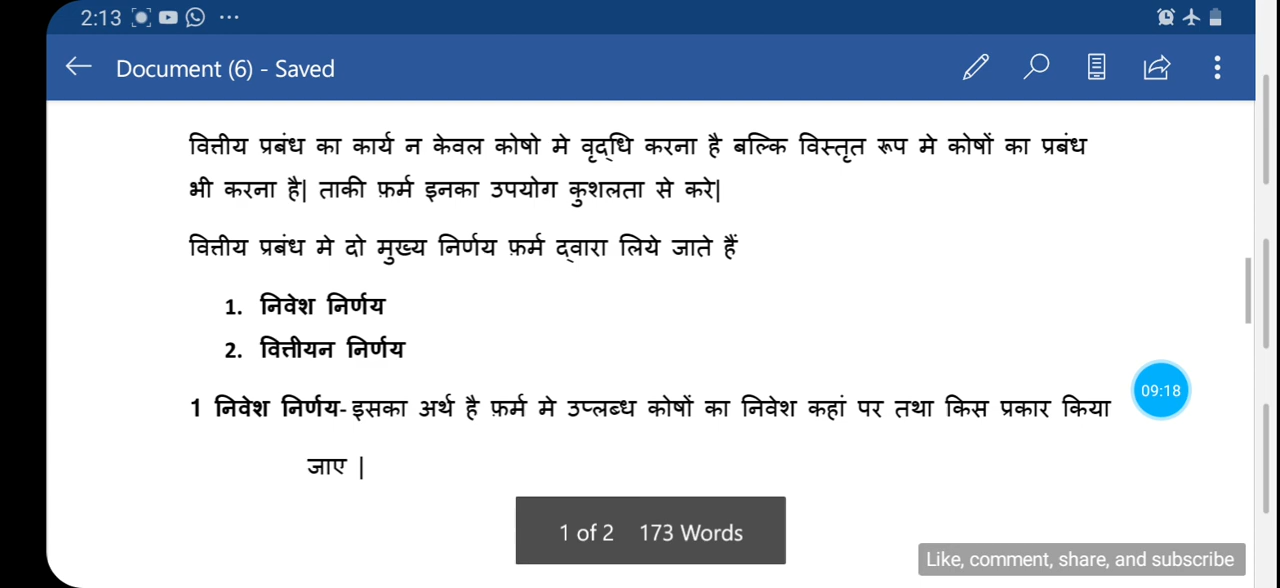 2:13
Document (6) - Saved
वित्तीय प्रबंध का कार्य न केवल कोषो मे वृद्धि करना है बल्कि विस्तृत रूप मे कोषों का प्रबंध
भी करना है| ताकी फ़र्म इनका उपयोग कुशलता से करे|
वित्तीय प्रबंध मे दो मुख्य निर्णय फ़र्म द्वारा लिये जाते हैं
1. निवेश निर्णय
2. वित्तीयन निर्णय
1 निवेश निर्णय- इसका अर्थ है फ़र्म मे उप्लब्ध कोषों का निवेश कहां पर तथा किस प्रकार किया
09:18
जाए |
1 of 2 173 Words
Like, comment, share, and subscribe